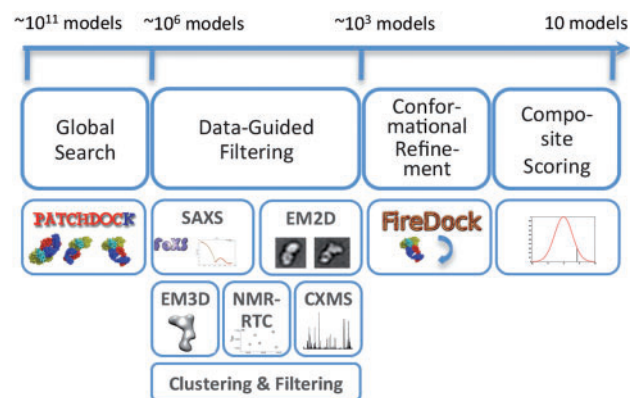 ~10¹¹ models
~10⁶ models
~10³ models
10 models
Global
Search
Data-Guided
Filtering
Confor-
mational
Refine-
ment
Compo-
site
Scoring
PATCHDOCK
SAXS
FoXS
EM2D
FireDock
EM3D
NMR-
RTC
CXMS
Clustering & Filtering